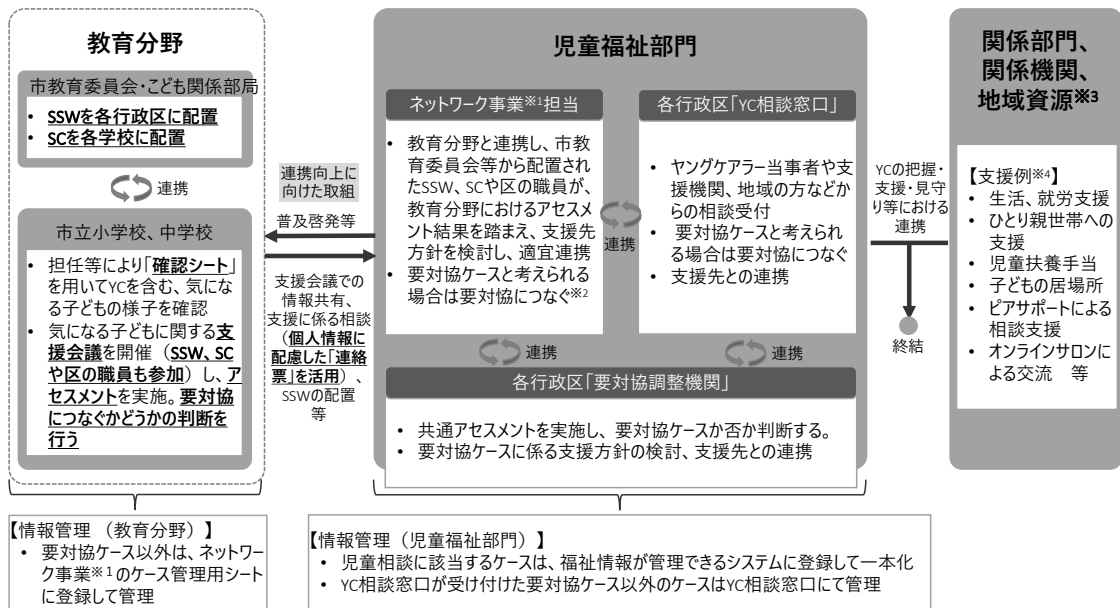 教育分野
市教育委員会・こども関係部局
• SSWを各行政区に配置
• SCを各学校に配置
連携
市立小学校、中学校
• 担任等により「確認シート」
を用いてYCを含む、気にな
る子どもの様子を確認
• 気になる子どもに関する支
援会議を開催（SSW、SC
や区の職員も参加）し、ア
セスメントを実施。要対協
につなぐかどうかの判断を
行う
連携向上に
向けた取組
普及啓発等
支援会議での
情報共有、
支援に係る相談
（個人情報に
配慮した「連絡
票」を活用）、
SSWの配置
等
児童福祉部門
ネットワーク事業※1担当
• 教育分野と連携し、市教
育委員会等から配置され
たSSW、SCや区の職員が、
教育分野におけるアセスメ
ント結果を踏まえ、支援先
方針を検討し、適宜連携
• 要対協ケースと考えられる
場合は要対協につなぐ※2
連携
各行政区「YC相談窓口」
• ヤングケアラー当事者や支
援機関、地域の方などか
らの相談受付
• 要対協ケースと考えられ
る場合は要対協につなぐ
• 支援先との連携
連携
連携
各行政区「要対協調整機関」
• 共通アセスメントを実施し、要対協ケースか否か判断する。
• 要対協ケースに係る支援方針の検討、支援先との連携
YCの把握・
支援・見守
り等における
連携
終結
関係部門、
関係機関、
地域資源※3
【支援例※4】
• 生活、就労支援
• ひとり親世帯への
支援
• 児童扶養手当
• 子どもの居場所
• ピアサポートによる
相談支援
• オンラインサロンに
よる交流　等
【情報管理（教育分野）】
• 要対協ケース以外は、ネットワー
ク事業※1のケース管理用シート
に登録して管理
【情報管理（児童福祉部門）】
• 児童相談に該当するケースは、福祉情報が管理できるシステムに登録して一本化
• YC相談窓口が受け付けた要対協ケース以外のケースはYC相談窓口にて管理